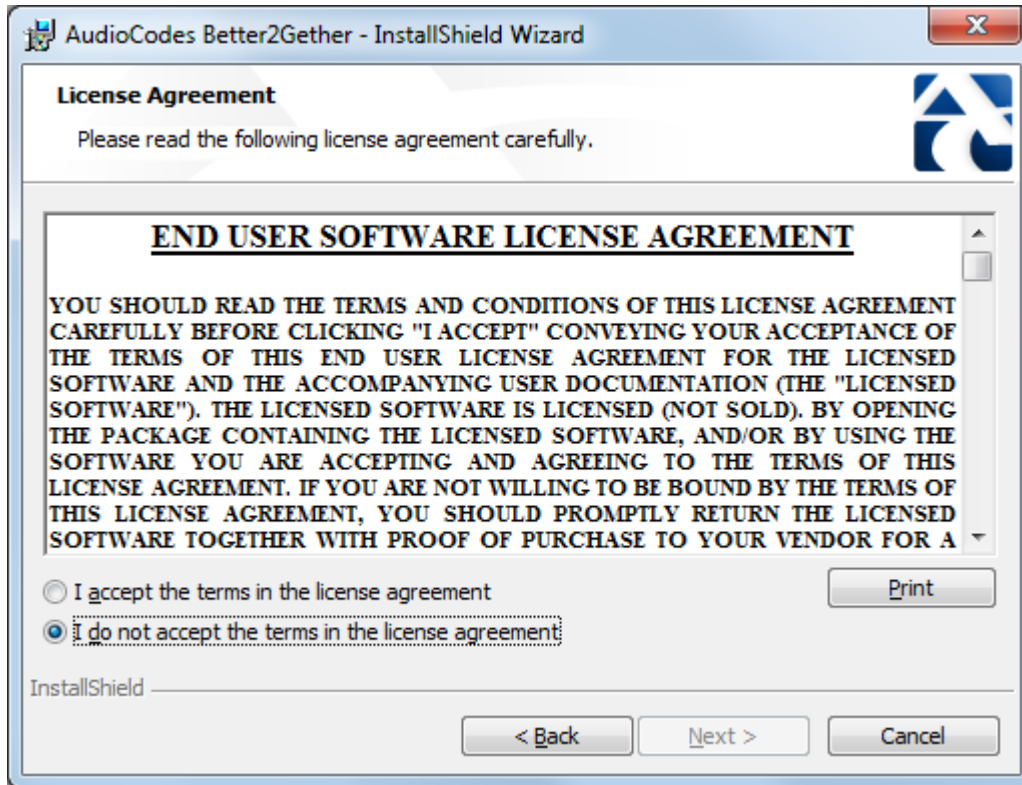 AudioCodes Better2Gether - InstallShield Wizard
License Agreement
Please read the following license agreement carefully.
END USER SOFTWARE LICENSE AGREEMENT
YOU SHOULD READ THE TERMS AND CONDITIONS OF THIS LICENSE AGREEMENT
CAREFULLY BEFORE CLICKING "I ACCEPT" CONVEYING YOUR ACCEPTANCE OF
THE TERMS OF THIS END USER LICENSE AGREEMENT FOR THE LICENSED
SOFTWARE AND THE ACCOMPANYING USER DOCUMENTATION (THE "LICENSED
SOFTWARE"). THE LICENSED SOFTWARE IS LICENSED (NOT SOLD). BY OPENING
THE PACKAGE CONTAINING THE LICENSED SOFTWARE, AND/OR BY USING THE
SOFTWARE YOU ARE ACCEPTING AND AGREEING TO THE TERMS OF THIS
LICENSE AGREEMENT. IF YOU ARE NOT WILLING TO BE BOUND BY THE TERMS OF
THIS LICENSE AGREEMENT, YOU SHOULD PROMPTLY RETURN THE LICENSED
SOFTWARE TOGETHER WITH PROOF OF PURCHASE TO YOUR VENDOR FOR A
I accept the terms in the license agreement
Print
I do not accept the terms in the license agreement
InstallShield
< Back
Next >
Cancel